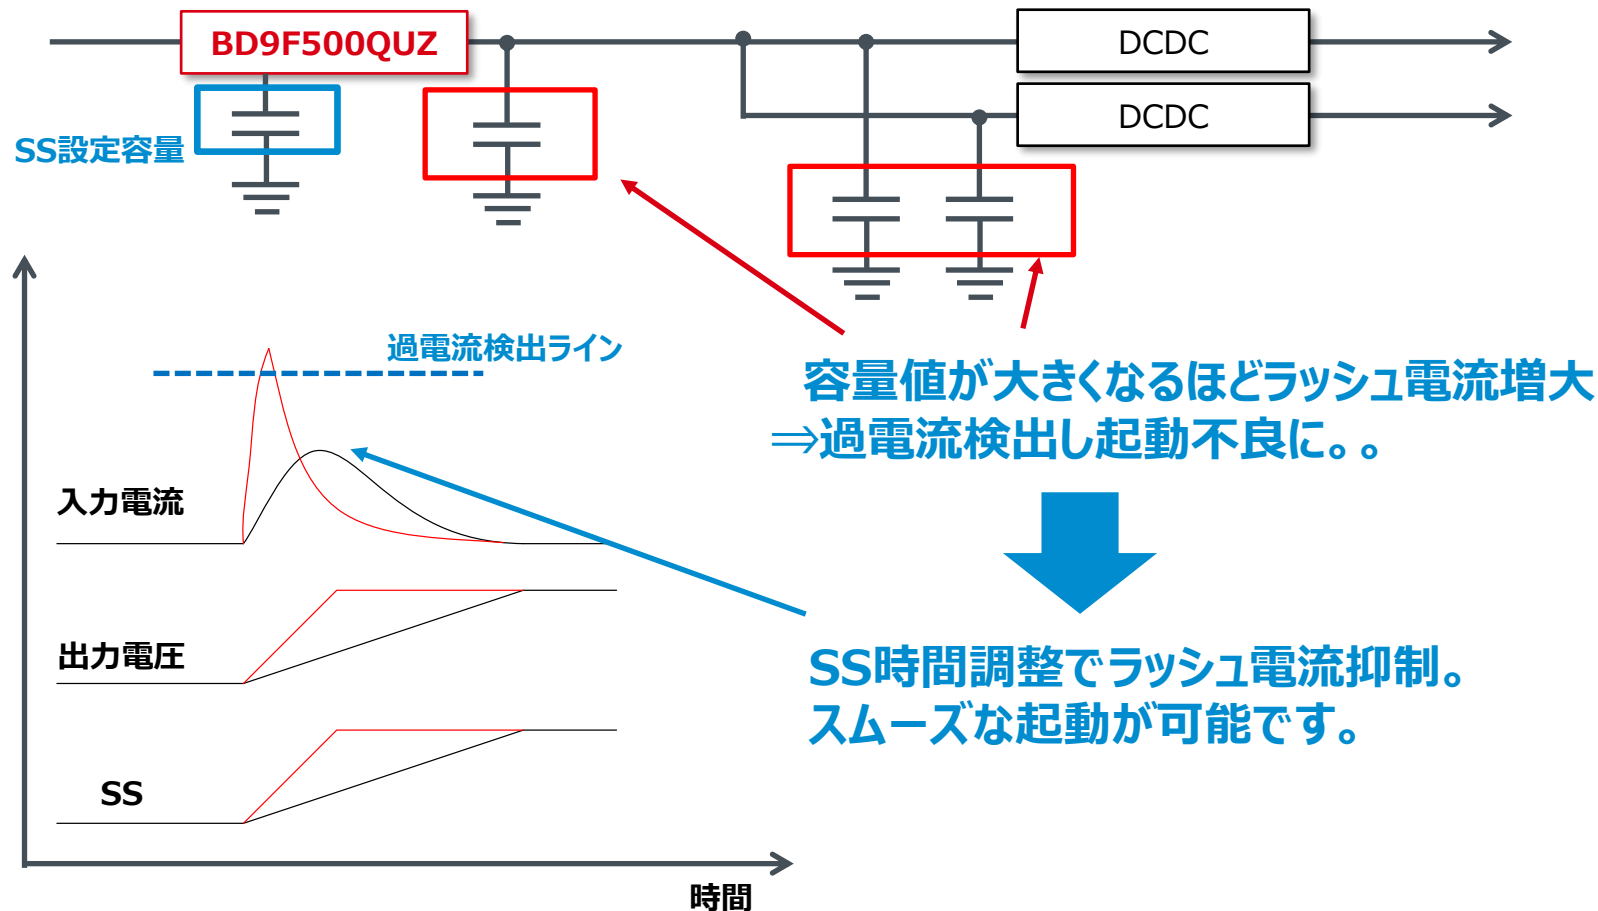 BD9F500QUZ
DCDC
DCDC
SS設定容量
過電流検出ライン
容量値が大きくなるほどラッシュ電流増大
⇒過電流検出し起動不良に。。
入力電流
出力電圧
SS時間調整でラッシュ電流抑制。
スムーズな起動が可能です。
SS
時間